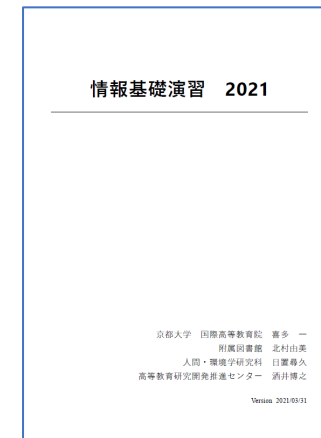 情報基礎演習　2021
京都大学　国際高等教育院　喜多　一
附属図書館　北村由美
人間・環境学研究科　日置尋久
高等教育研究開発推進センター　酒井博之
Version 2021/03/31